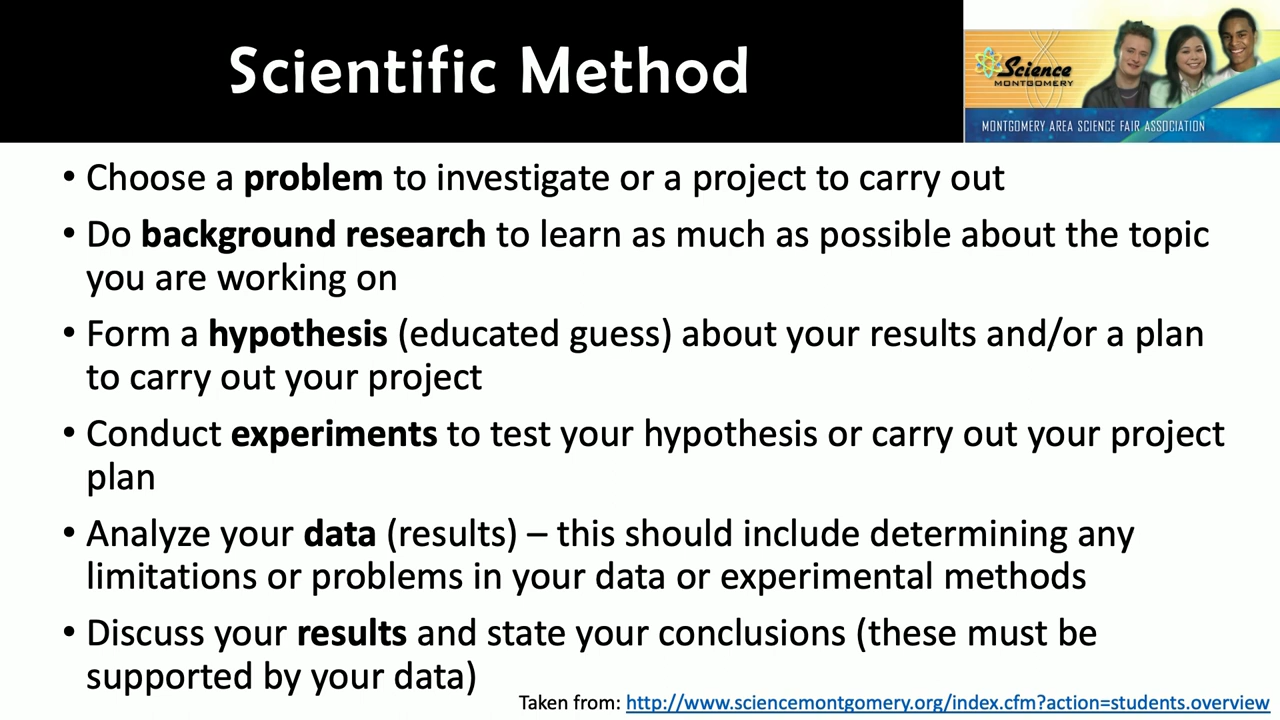 Scientific Method
Science
MONTGOMERY
MONTGOMERY AREA SCIENCE FAIR ASSOCIATION
• Choose a problem to investigate or a project to carry out
• Do background research to learn as much as possible about the topic
you are working on
• Form a hypothesis (educated guess) about your results and/or a plan
to carry out your project
• Conduct experiments to test your hypothesis or carry out your project
plan
• Analyze your data (results) – this should include determining any
limitations or problems in your data or experimental methods
• Discuss your results and state your conclusions (these must be
supported by your data)
Taken from: http://www.sciencemontgomery.org/index.cfm?action=students.overview